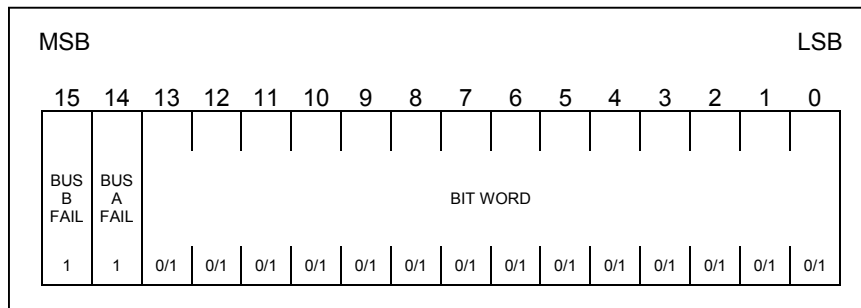 MSB LSB
15 14 13 12 11 10 9 8 7 6 5 4 3 2 1 0
BUS B FAIL
BUS A FAIL
BIT WORD
1 1 0/1 0/1 0/1 0/1 0/1 0/1 0/1 0/1 0/1 0/1 0/1 0/1 0/1 0/1